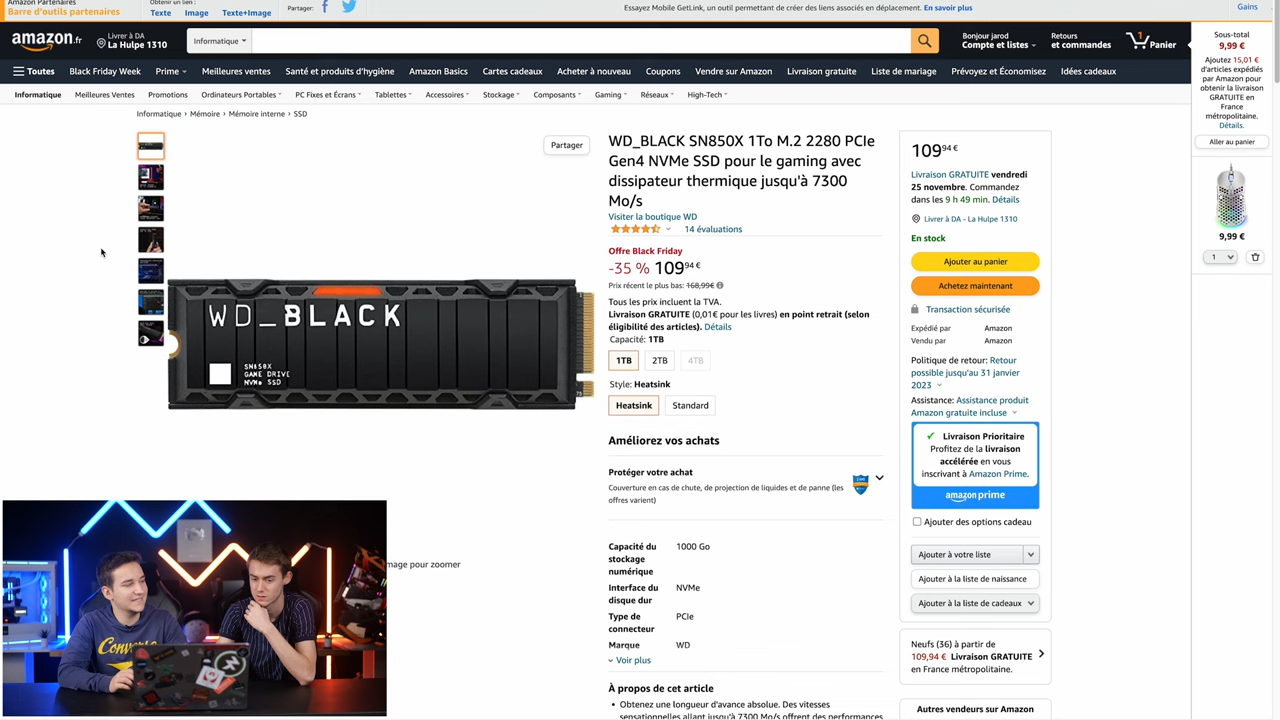 Amazon Partenaires
Barre d'outils partenaires
Obtenir un lien :
Texte Image Texte+Image
Partager:
Essayez Mobile GetLink, un outil permettant de créer des liens associés en déplacement. En savoir plus
Gains
amazon.fr
Livrer à DA
La Hulpe 1310
Informatique
Bonjour jarod
Compte et listes
Retours
et commandes
1
Panier
Toutes Black Friday Week Prime Meilleures ventes Santé et produits d'hygiène Amazon Basics Cartes cadeaux Acheter à nouveau Coupons Vendre sur Amazon Livraison gratuite Liste de mariage Prévoyez et Économisez Idées cadeaux
Informatique Meilleures Ventes Promotions Ordinateurs Portables PC Fixes et Écrans Tablettes Accessoires Stockage Composants Gaming Réseaux High-Tech
Informatique › Mémoire › Mémoire interne › SSD
Partager
WD_BLACK
SN850X
GAME DRIVE
NVMe SSD
mage pour zoomer
Converse
WD_BLACK SN850X 1To M.2 2280 PCIe
Gen4 NVMe SSD pour le gaming avec
dissipateur thermique jusqu'à 7300
Mo/s
Visiter la boutique WD
14 évaluations
Offre Black Friday
-35 % 109,94 €
Prix récent le plus bas: 168,99€
Tous les prix incluent la TVA.
Livraison GRATUITE (0,01€ pour les livres) en point retrait (selon
éligibilité des articles). Détails
Capacité: 1TB
1TB 2TB 4TB
Style: Heatsink
Heatsink Standard
Améliorez vos achats
Protéger votre achat
Couverture en cas de chute, de projection de liquides et de panne (les
offres varient)
Capacité du
stockage
numérique
1000 Go
Interface du
disque dur
NVMe
Type de
connecteur
PCIe
Marque
WD
Voir plus
À propos de cet article
• Obtenez une longueur d'avance absolue. Des vitesses
sensationnelles allant jusqu'à 7300 Mo/s offrent des performances
109,94 €
Livraison GRATUITE vendredi
25 novembre. Commandez
dans les 9 h 49 min. Détails
Livrer à DA - La Hulpe 1310
En stock
Ajouter au panier
Achetez maintenant
Transaction sécurisée
Expédié par Amazon
Vendu par Amazon
Politique de retour: Retour
possible jusqu'au 31 janvier
2023
Assistance: Assistance produit
Amazon gratuite incluse
Livraison Prioritaire
Profitez de la livraison
accélérée en vous
inscrivant à Amazon Prime.
amazon prime
Ajouter des options cadeau
Ajouter à votre liste
Ajouter à la liste de naissance
Ajouter à la liste de cadeaux
Neufs (36) à partir de
109,94 € Livraison GRATUITE
en France métropolitaine.
Autres vendeurs sur Amazon
Sous-total
9,99 €
Ajoutez 15,01 €
d'articles expédiés
par Amazon pour
obtenir la livraison
GRATUITE en
France
métropolitaine.
Détails.
Aller au panier
9,99 €
1